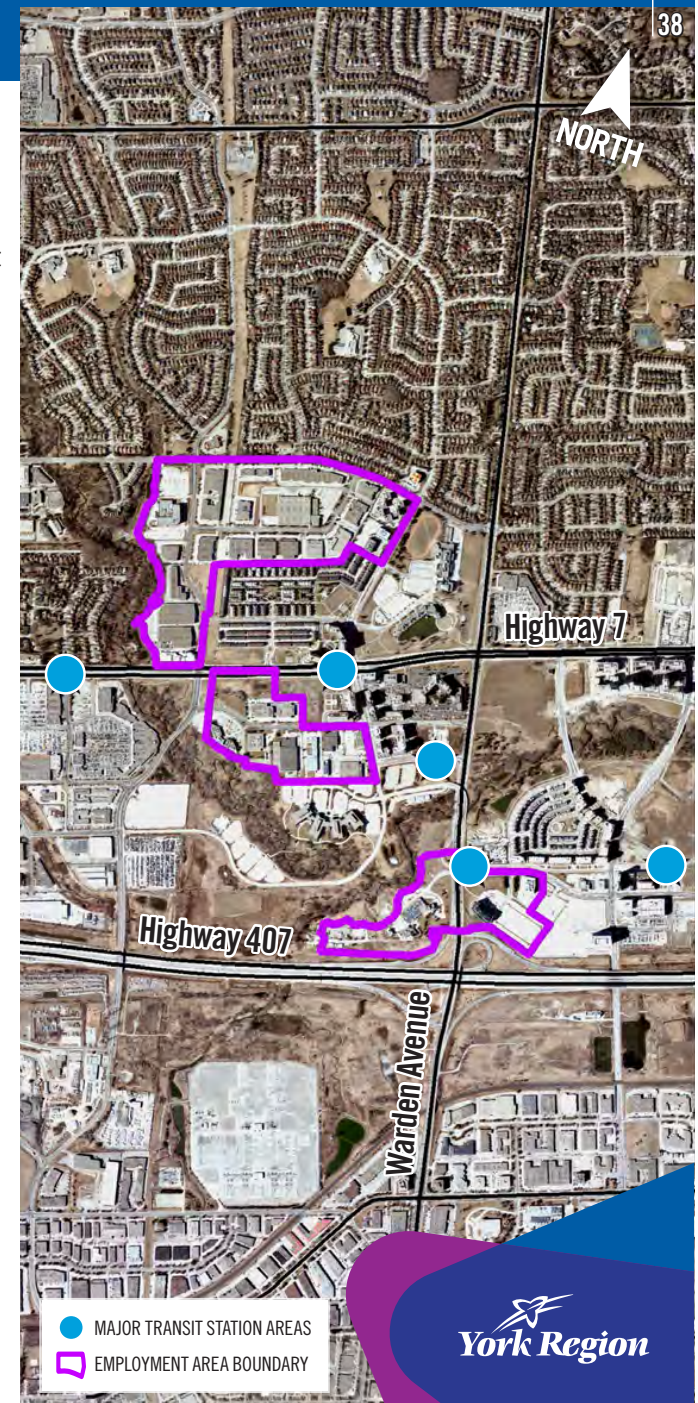 38
NORTH
Highway 7
Highway 407
Warden Avenue
MAJOR TRANSIT STATION AREAS
EMPLOYMENT AREA BOUNDARY
York Region